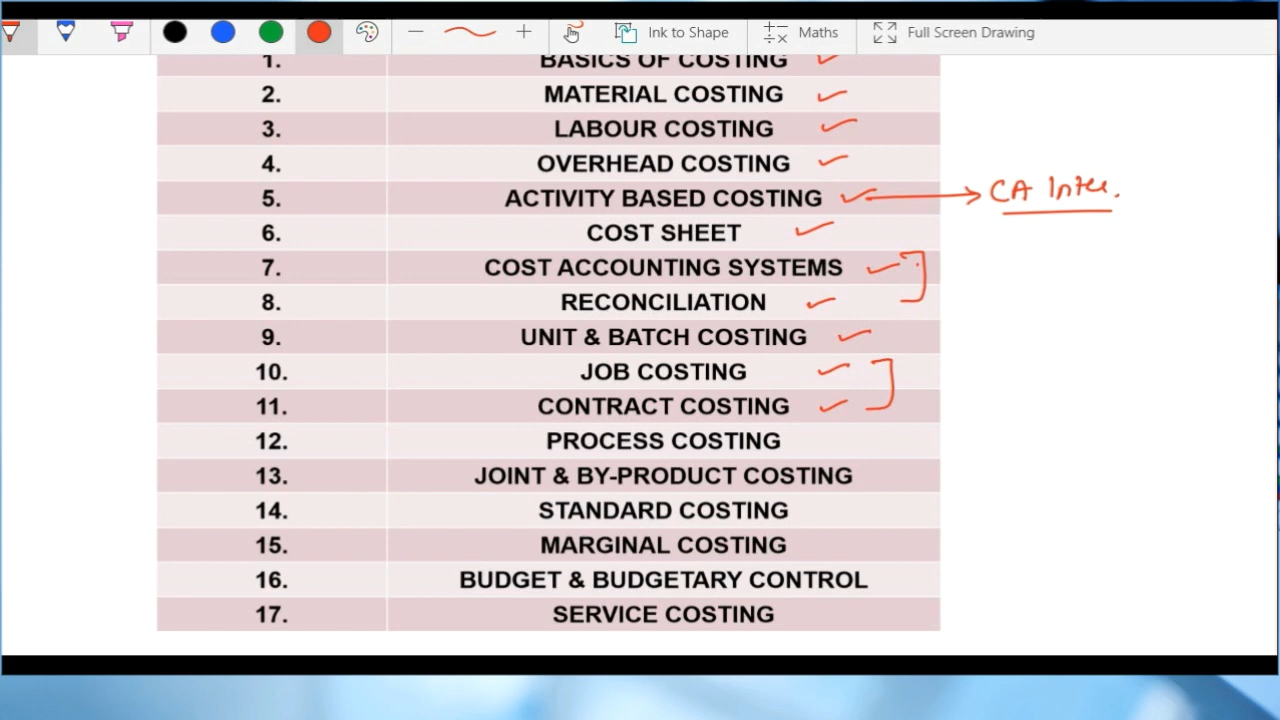 Ink to Shape Maths Full Screen Drawing
1. BASICS OF COSTING
2. MATERIAL COSTING
3. LABOUR COSTING
4. OVERHEAD COSTING
5. ACTIVITY BASED COSTING CA Inter.
6. COST SHEET
7. COST ACCOUNTING SYSTEMS
8. RECONCILIATION
9. UNIT & BATCH COSTING
10. JOB COSTING
11. CONTRACT COSTING
12. PROCESS COSTING
13. JOINT & BY-PRODUCT COSTING
14. STANDARD COSTING
15. MARGINAL COSTING
16. BUDGET & BUDGETARY CONTROL
17. SERVICE COSTING